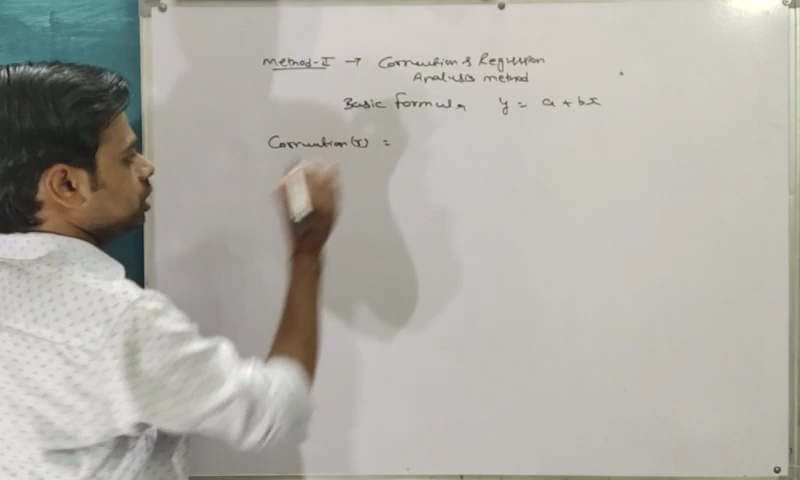 Method-I → Correlation & Regression
Analysis method
Basic formula, y = a + bx
Correlation (r) =